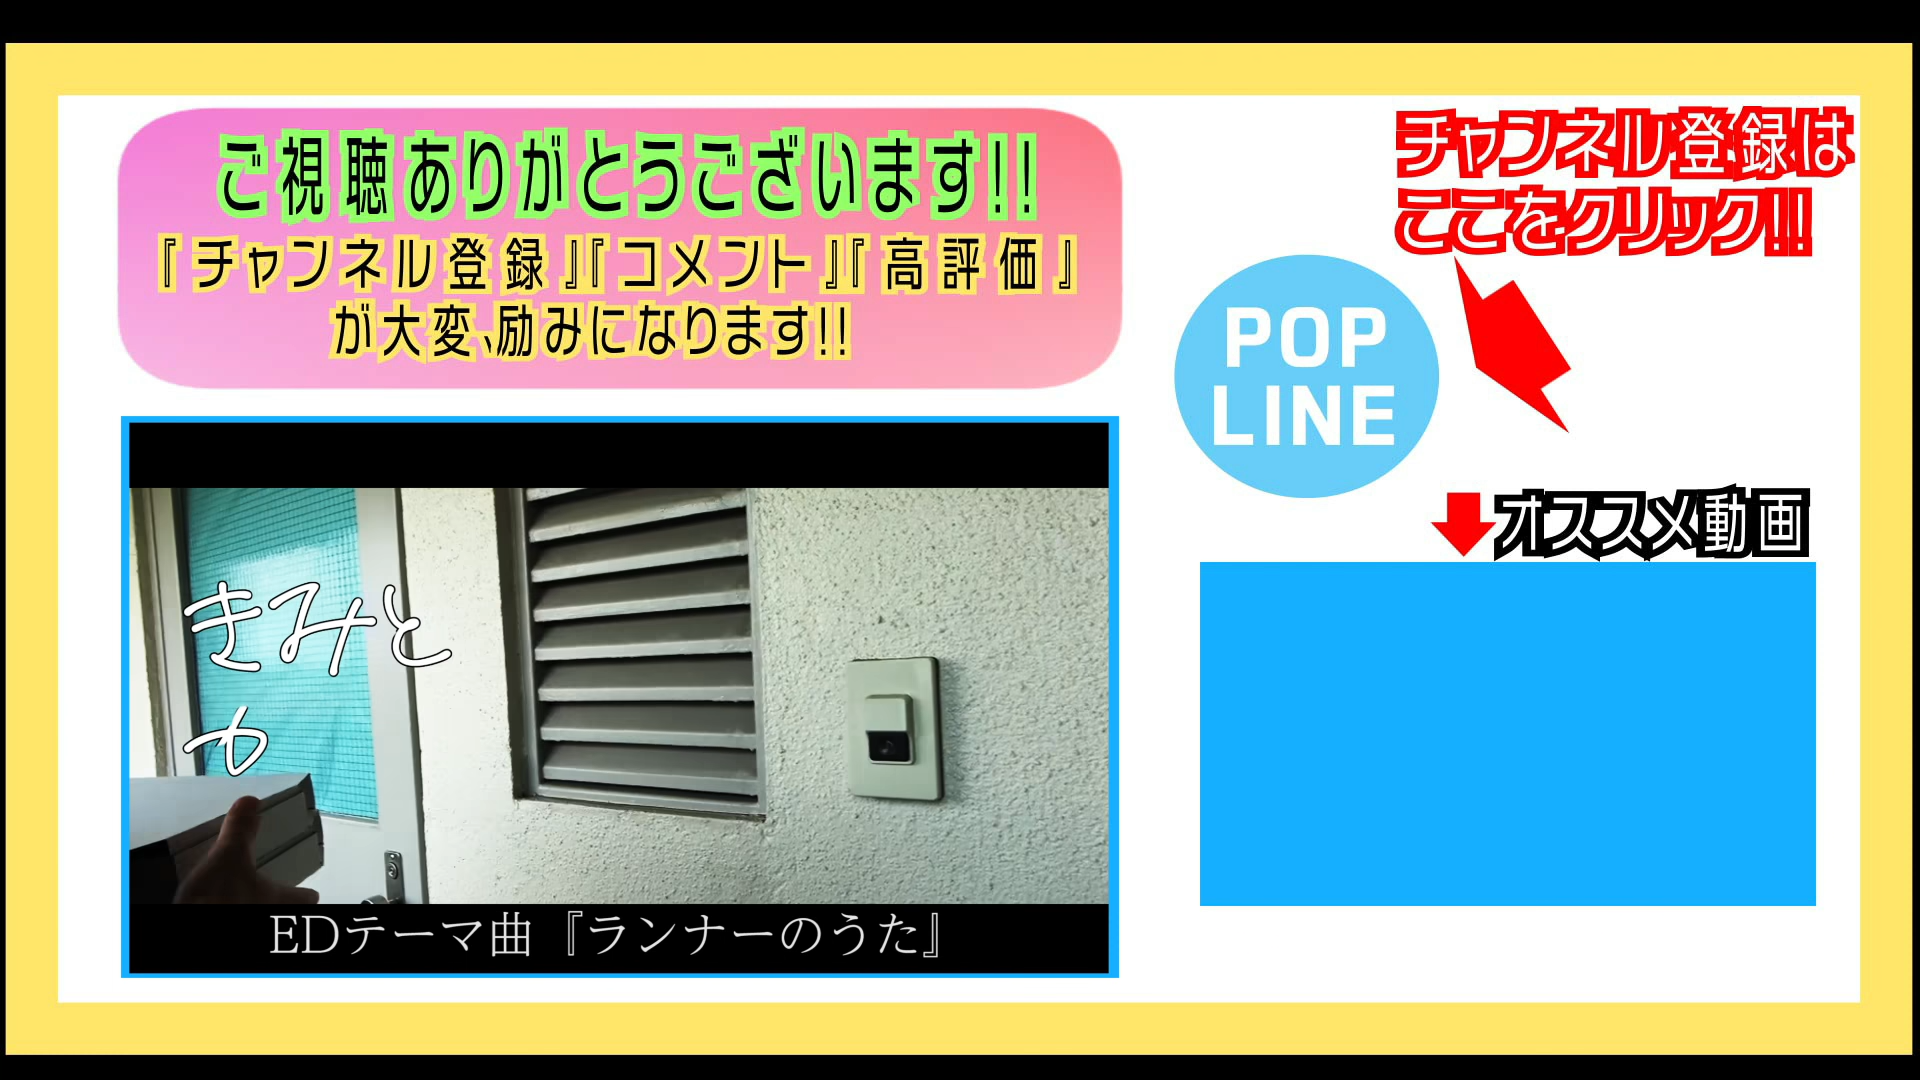 ご視聴ありがとうございます!!
『チャンネル登録』『コメント』『高評価』
が大変、励みになります!!
チャンネル登録は
ここをクリック!!
POP
LINE
オススメ動画
きみと
か
EDテーマ曲『ランナーのうた』